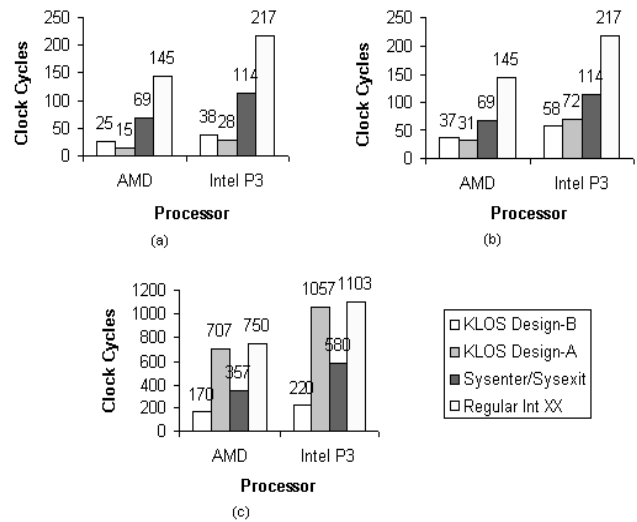 Clock Cycles
250
200
150
100
50
0
25
15
69
145
38
28
114
217
AMD
Intel P3
Processor
(a)
Clock Cycles
250
200
150
100
50
0
37
31
69
145
58
72
114
217
AMD
Intel P3
Processor
(b)
Clock Cycles
1200
1000
800
600
400
200
0
170
707
357
750
220
1057
580
1103
AMD
Intel P3
Processor
(c)
KLOS Design-B
KLOS Design-A
Sysenter/Sysexit
Regular Int XX